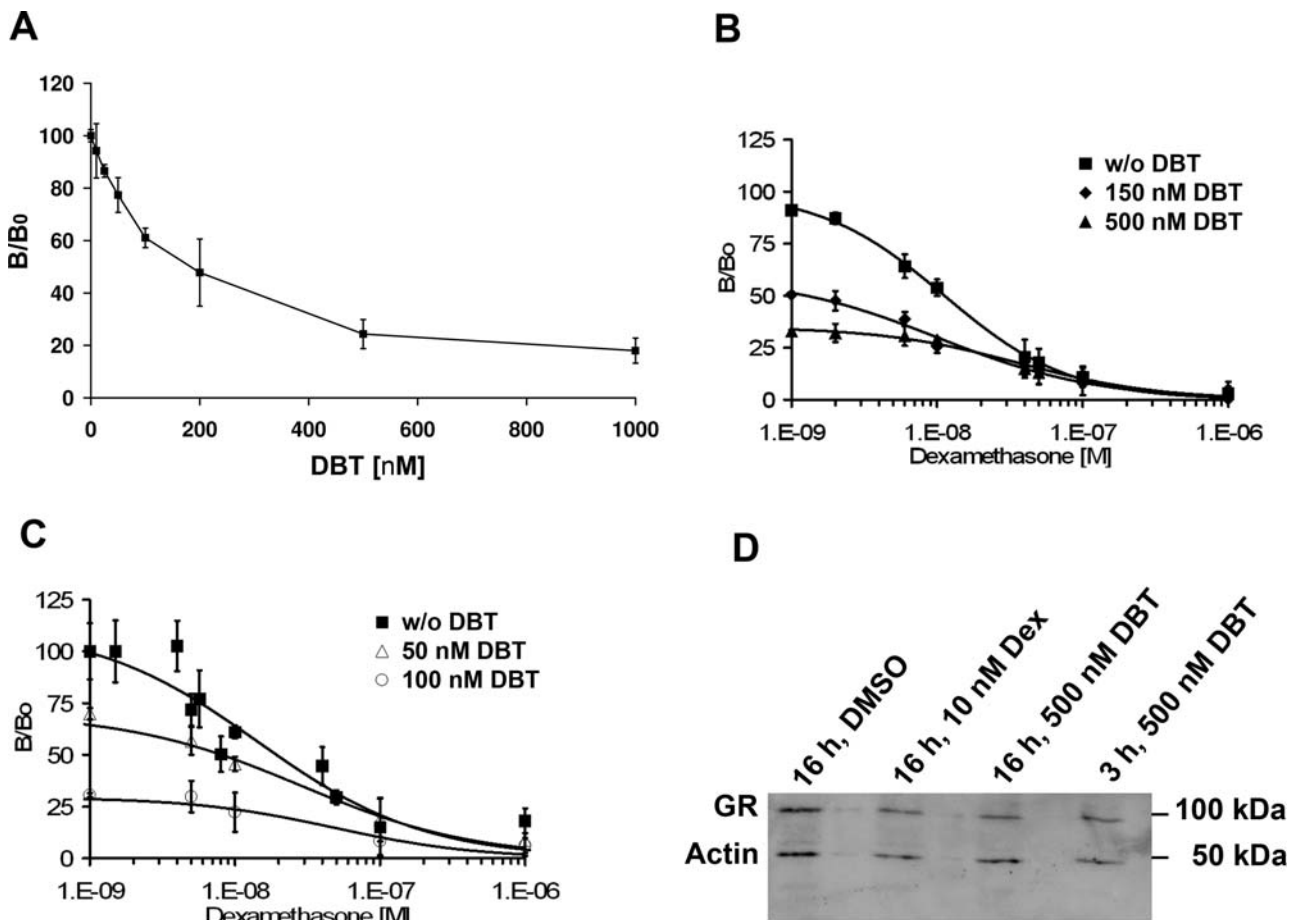 A
120
100
80
60
40
20
0
B/B0
0 200 400 600 800 1000
DBT [nM]
B
125
100
75
50
25
0
B/Bo
w/o DBT
150 nM DBT
500 nM DBT
1.E-09 1.E-08 1.E-07 1.E-06
Dexamethasone [M]
C
125
100
75
50
25
0
B/Bo
w/o DBT
50 nM DBT
100 nM DBT
1.E-09 1.E-08 1.E-07 1.E-06
Dexamethasone [M]
D
16 h, DMSO
16 h, 10 nM Dex
16 h, 500 nM DBT
3 h, 500 nM DBT
GR
Actin
100 kDa
50 kDa